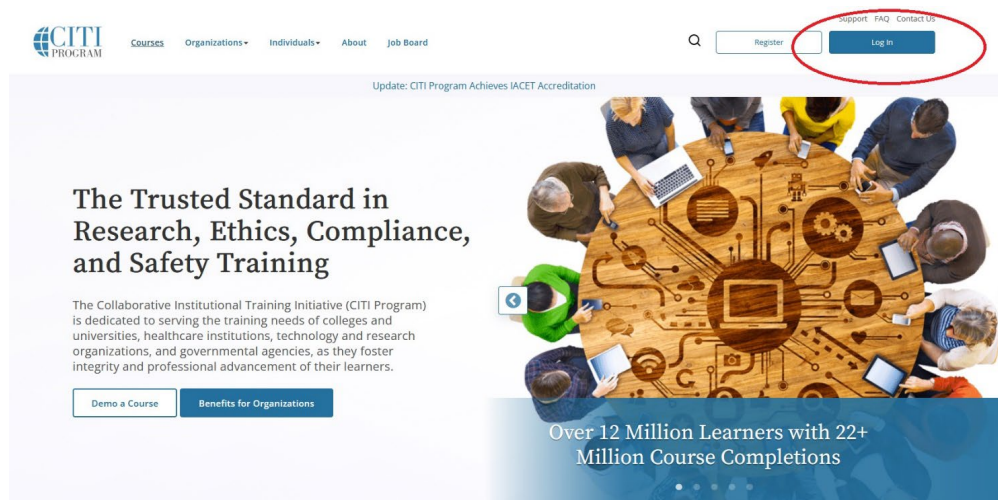 Support FAQ Contact Us
CITI
PROGRAM
Courses Organizations Individuals About Job Board
Register
Log In
Update: CITI Program Achieves IACET Accreditation
The Trusted Standard in
Research, Ethics, Compliance,
and Safety Training
The Collaborative Institutional Training Initiative (CITI Program)
is dedicated to serving the training needs of colleges and
universities, healthcare institutions, technology and research
organizations, and governmental agencies, as they foster
integrity and professional advancement of their learners.
Demo a Course
Benefits for Organizations
Over 12 Million Learners with 22+
Million Course Completions